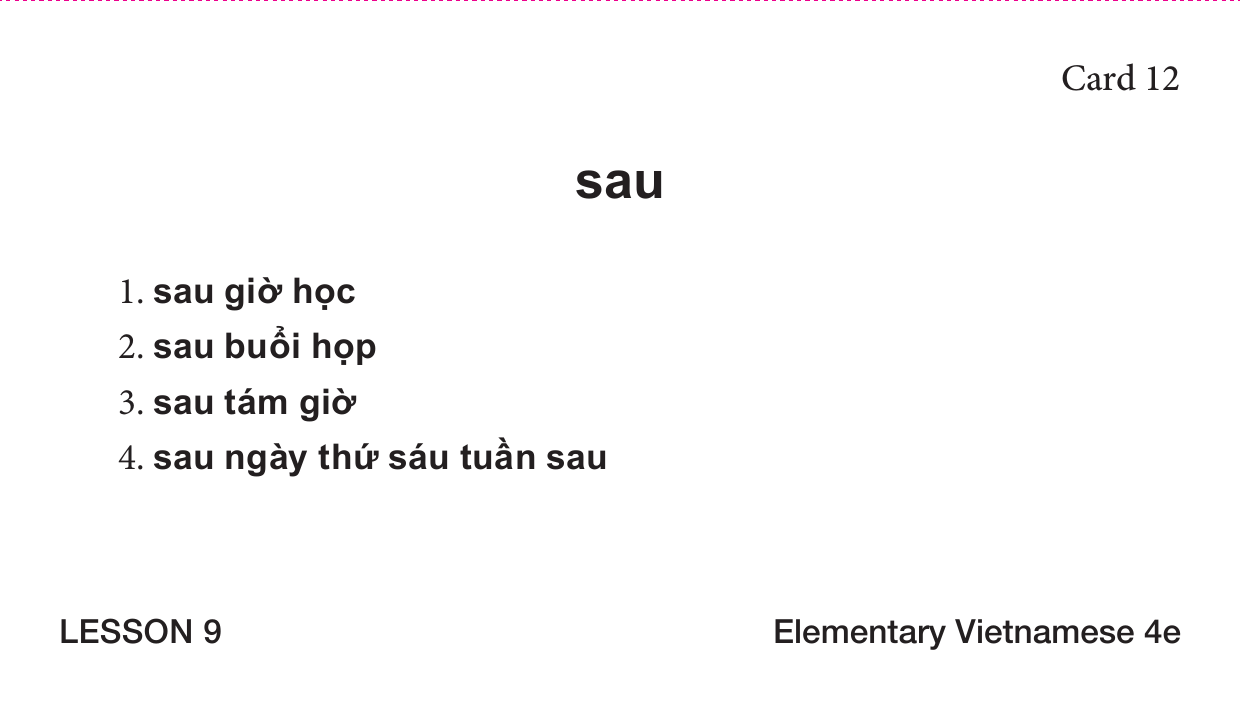 Card 12
sau
1. sau giờ học
2. sau buổi họp
3. sau tám giờ
4. sau ngày thứ sáu tuần sau
LESSON 9
Elementary Vietnamese 4e